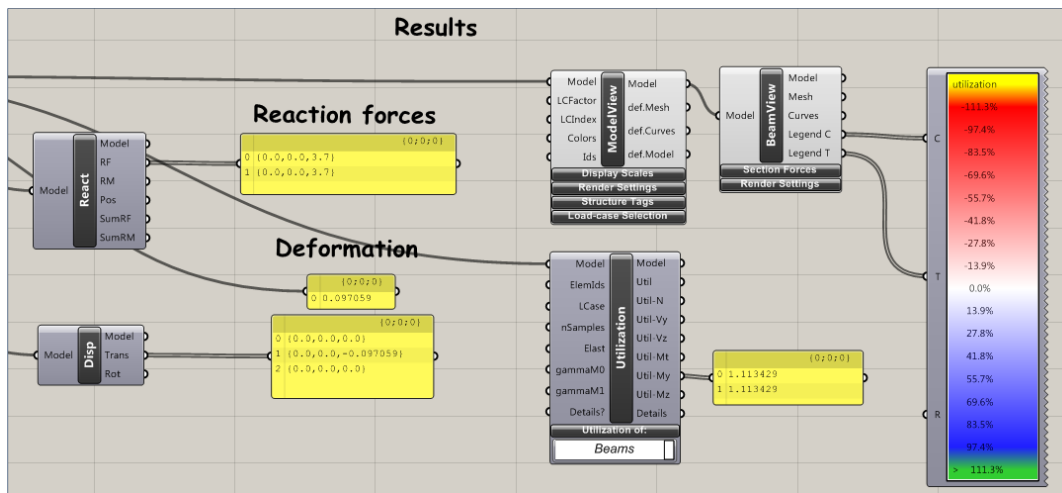 Results
Reaction forces
Deformation
Model
React
Model
RF
RM
Pos
SumRF
SumRM
{0;0;0}
0 {0.0,0.0,3.7}
1 {0.0,0.0,3.7}
{0;0;0}
0 0.097059
Model
Disp
Model
Trans
Rot
{0;0;0}
0 {0.0,0.0,0.0}
1 {0.0,0.0,-0.097059}
2 {0.0,0.0,0.0}
Model
LCFactor
LCIndex
Colors
Ids
ModelView
Model
def.Mesh
def.Curves
def.Model
Display Scales
Render Settings
Structure Tags
Load-case Selection
Model
BeamView
Model
Mesh
Curves
Legend C
Legend T
Section Forces
Render Settings
Model
ElemIds
LCase
nSamples
Elast
gammaM0
gammaM1
Details?
Utilization
Model
Util
Util-N
Util-Vy
Util-Vz
Util-Mt
Util-My
Util-Mz
Details
Utilization of:
Beams
{0;0;0}
0 1.113429
1 1.113429
C
T
R
utilization
-111.3%
-97.4%
-83.5%
-69.6%
-55.7%
-41.8%
-27.8%
-13.9%
0.0%
13.9%
27.8%
41.8%
55.7%
69.6%
83.5%
97.4%
> 111.3%